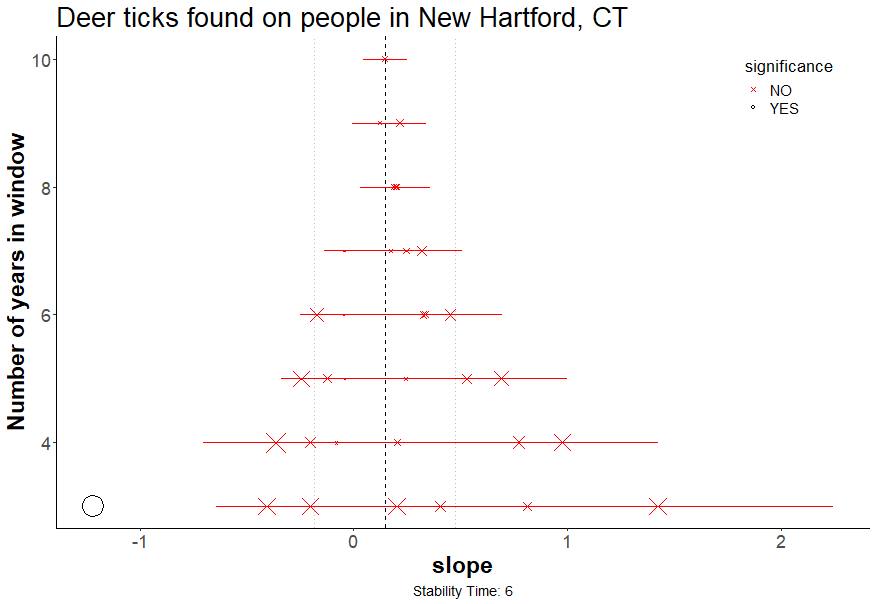 Deer ticks found on people in New Hartford, CT
significance
NO
YES
Number of years in window
10
8
6
4
-1
0
1
2
slope
Stability Time: 6